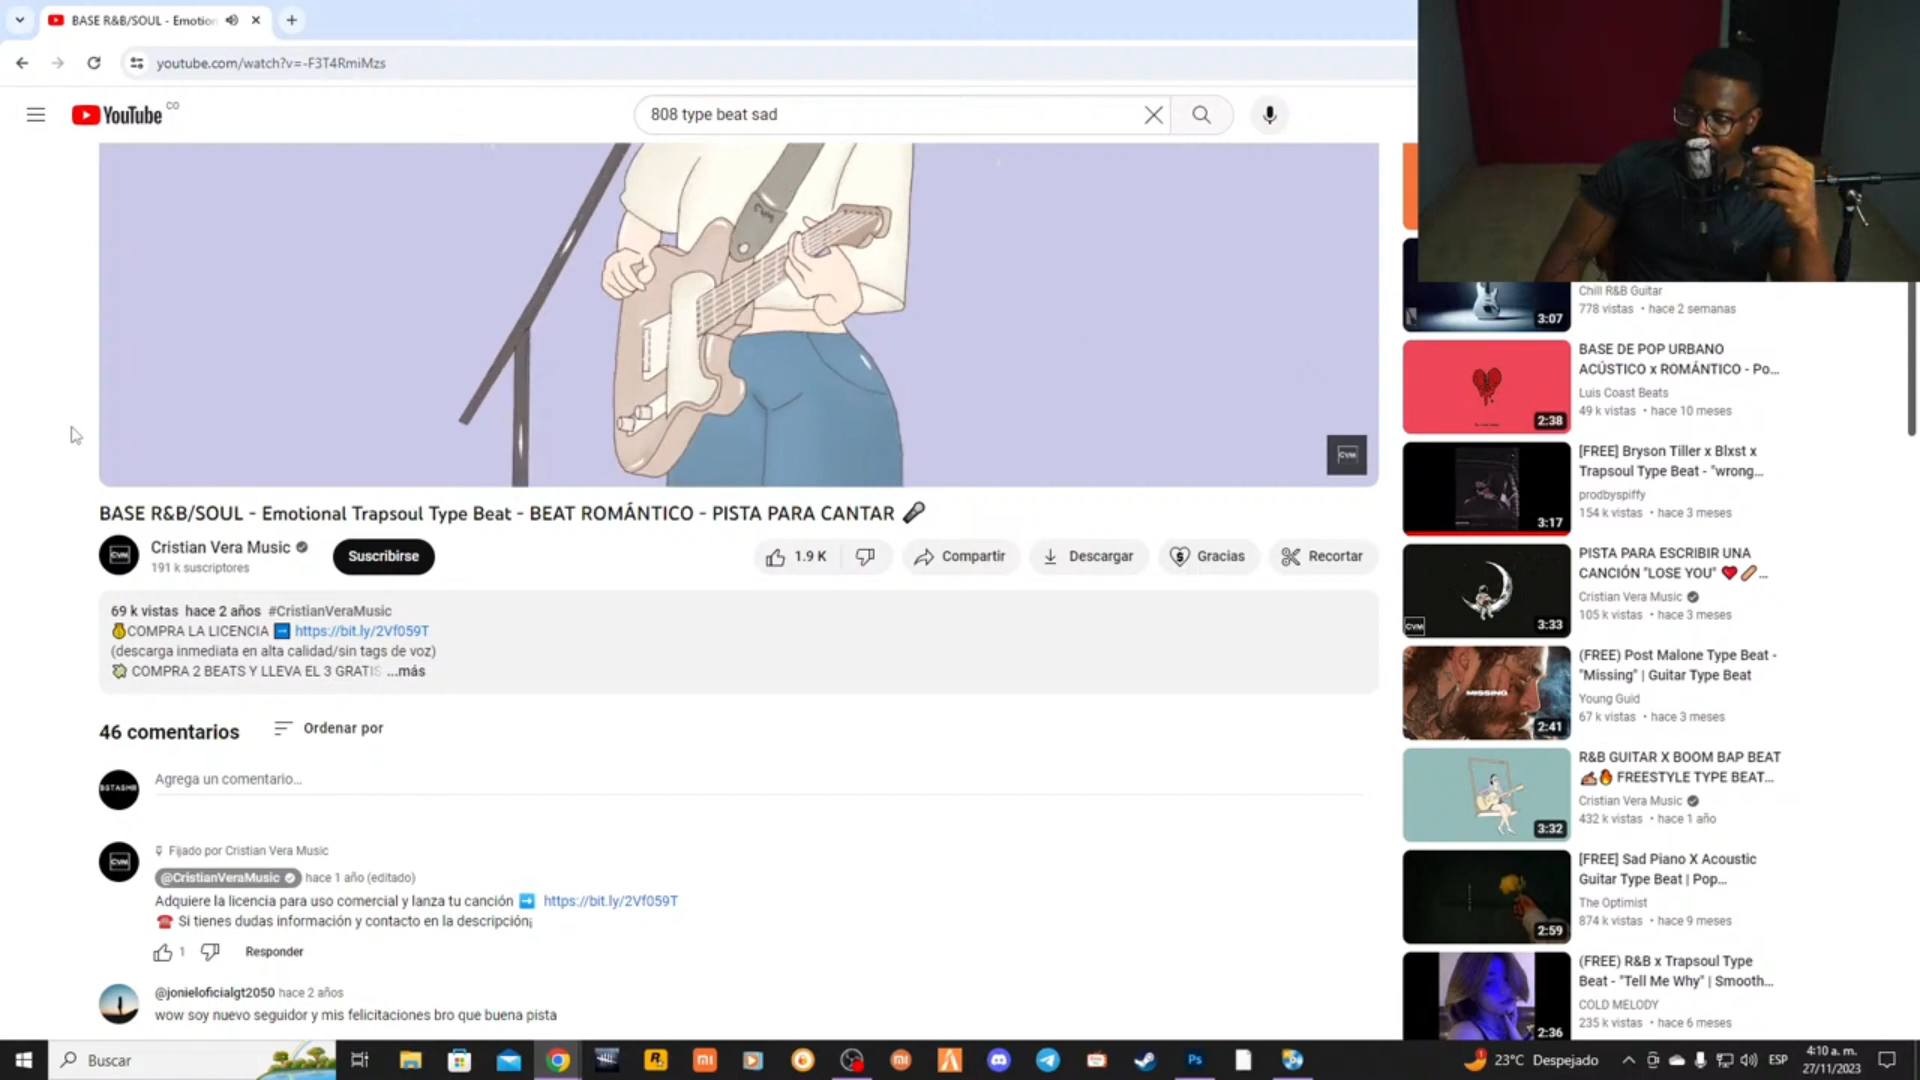 BASE R&B/SOUL - Emotion
youtube.com/watch?v=-F3T4RmiMzs
YouTube CO
808 type beat sad
CVM
CVM
BASE R&B/SOUL - Emotional Trapsoul Type Beat - BEAT ROMÁNTICO - PISTA PARA CANTAR 🎤
CVM
Cristian Vera Music
191 k suscriptores
Suscribirse
1.9 K
Compartir
Descargar
Gracias
Recortar
69 k vistas hace 2 años #CristianVeraMusic
💰COMPRA LA LICENCIA ➡️ https://bit.ly/2Vf059T
(descarga inmediata en alta calidad/sin tags de voz)
💸 COMPRA 2 BEATS Y LLEVA EL 3 GRATIS ...más
46 comentarios
Ordenar por
BGTASMR
Agrega un comentario...
Fijado por Cristian Vera Music
CVM
@CristianVeraMusic hace 1 año (editado)
Adquiere la licencia para uso comercial y lanza tu canción ➡️ https://bit.ly/2Vf059T
☎️ Si tienes dudas información y contacto en la descripción¡
1
Responder
@jonieloficialgt2050 hace 2 años
wow soy nuevo seguidor y mis felicitaciones bro que buena pista
Chill R&B Guitar
778 vistas • hace 2 semanas
3:07
BASE DE POP URBANO
ACÚSTICO x ROMÁNTICO - Po...
Luis Coast Beats
49 k vistas • hace 10 meses
2:38
[FREE] Bryson Tiller x Blxst x
Trapsoul Type Beat - "wrong...
prodbyspiffy
154 k vistas • hace 3 meses
3:17
PISTA PARA ESCRIBIR UNA
CANCIÓN "LOSE YOU" ❤️🩹...
Cristian Vera Music
105 k vistas • hace 3 meses
CVM
3:33
(FREE) Post Malone Type Beat -
"Missing" | Guitar Type Beat
Young Guid
67 k vistas • hace 3 meses
MISSING
2:41
R&B GUITAR X BOOM BAP BEAT
✍️🔥 FREESTYLE TYPE BEAT...
Cristian Vera Music
432 k vistas • hace 1 año
3:32
[FREE] Sad Piano X Acoustic
Guitar Type Beat | Pop...
The Optimist
874 k vistas • hace 9 meses
2:59
(FREE) R&B x Trapsoul Type
Beat - "Tell Me Why" | Smooth...
COLD MELODY
235 k vistas • hace 6 meses
2:36
Buscar
R
mi
mi
Ps
1
23°C Despejado
ESP
4:10 a. m.
27/11/2023